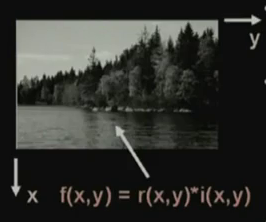 y
x f(x,y) = r(x,y)*i(x,y)